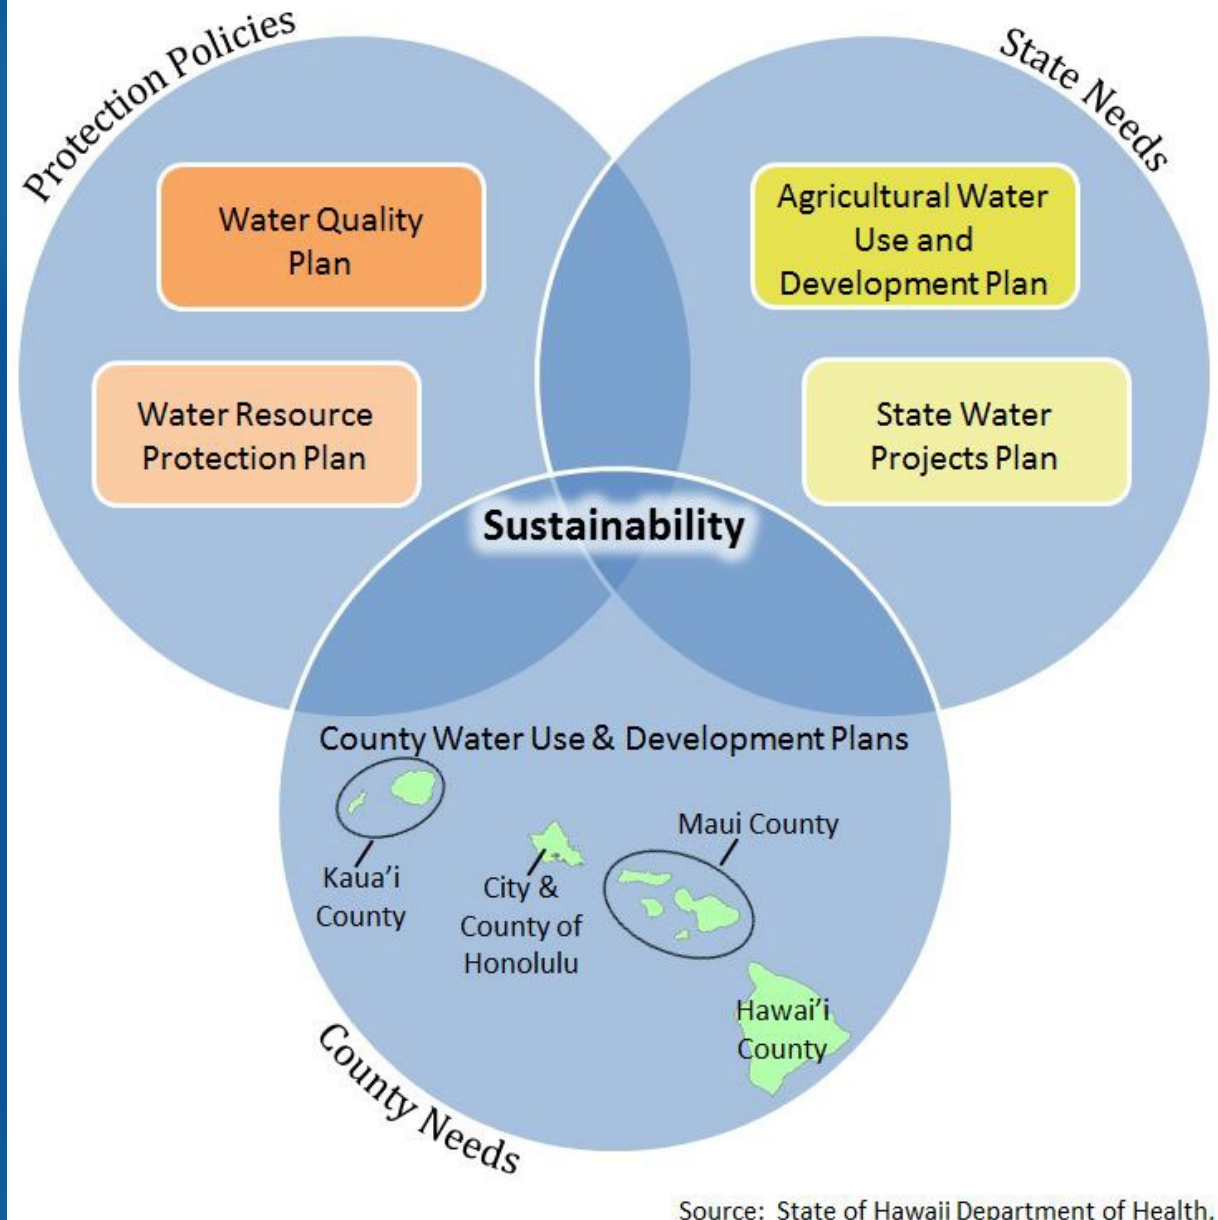 Protection Policies
State Needs
Water Quality
Plan
Water Resource
Protection Plan
Agricultural Water
Use and
Development Plan
State Water
Projects Plan
Sustainability
County Water Use & Development Plans
Kaua'i
County
City &
County of
Honolulu
Maui County
Hawai'i
County
County Needs
Source: State of Hawaii Department of Health.